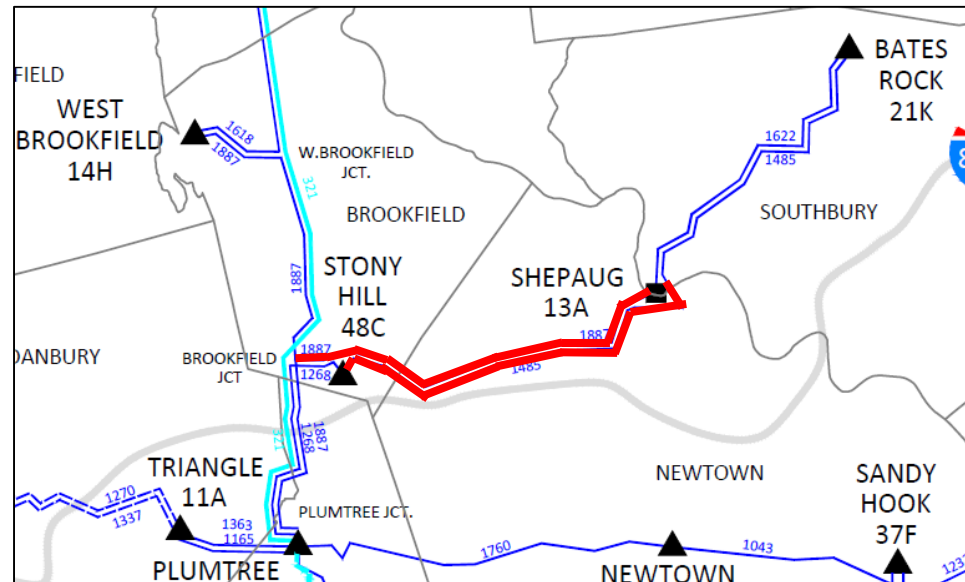 FIELD
WEST
BROOKFIELD
14H
1618
1887
321
W.BROOKFIELD
JCT.
BROOKFIELD
BATES
ROCK
21K
8
1622
1485
SOUTHBURY
STONY
HILL
48C
SHEPAUG
13A
1887
DANBURY
BROOKFIELD
JCT
1887
1268
1887
1485
1887
1268
321
TRIANGLE
11A
1270
1337
1363
1165
PLUMTREE JCT.
PLUMTREE
1760
NEWTOWN
NEWTOWN
1043
SANDY
HOOK
37F